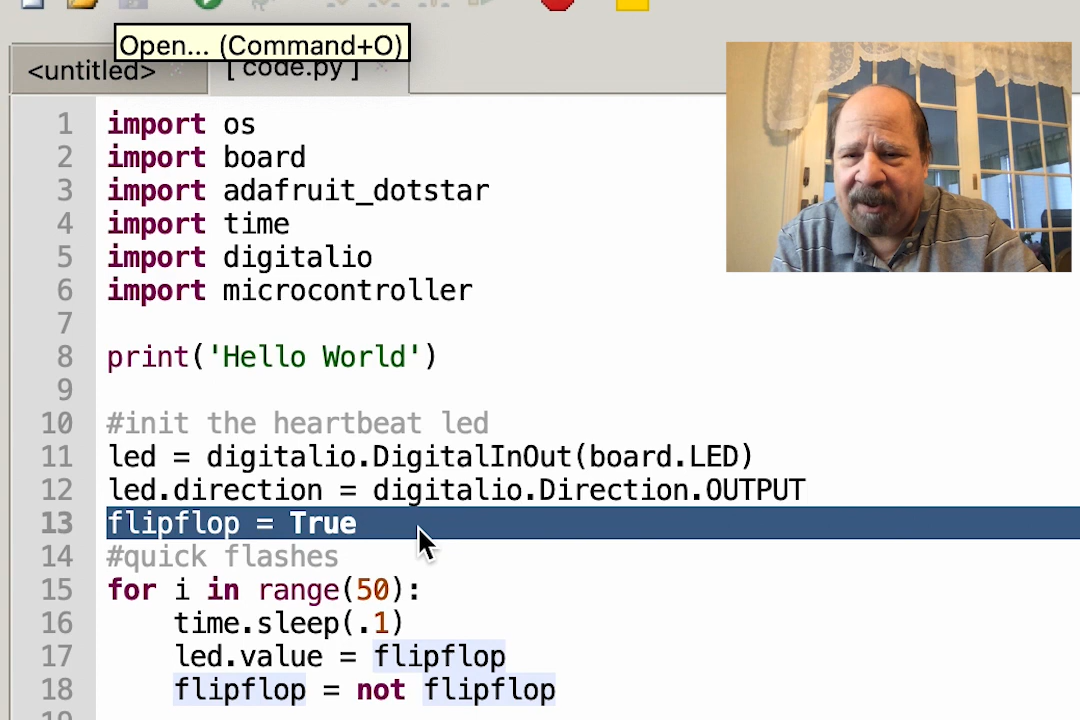 Open... (Command+O)
<untitled>
[ code.py ]
1 import os
2 import board
3 import adafruit_dotstar
4 import time
5 import digitalio
6 import microcontroller
7
8 print('Hello World')
9
10 #init the heartbeat led
11 led = digitalio.DigitalInOut(board.LED)
12 led.direction = digitalio.Direction.OUTPUT
13 flipflop = True
14 #quick flashes
15 for i in range(50):
16 time.sleep(.1)
17 led.value = flipflop
18 flipflop = not flipflop
19